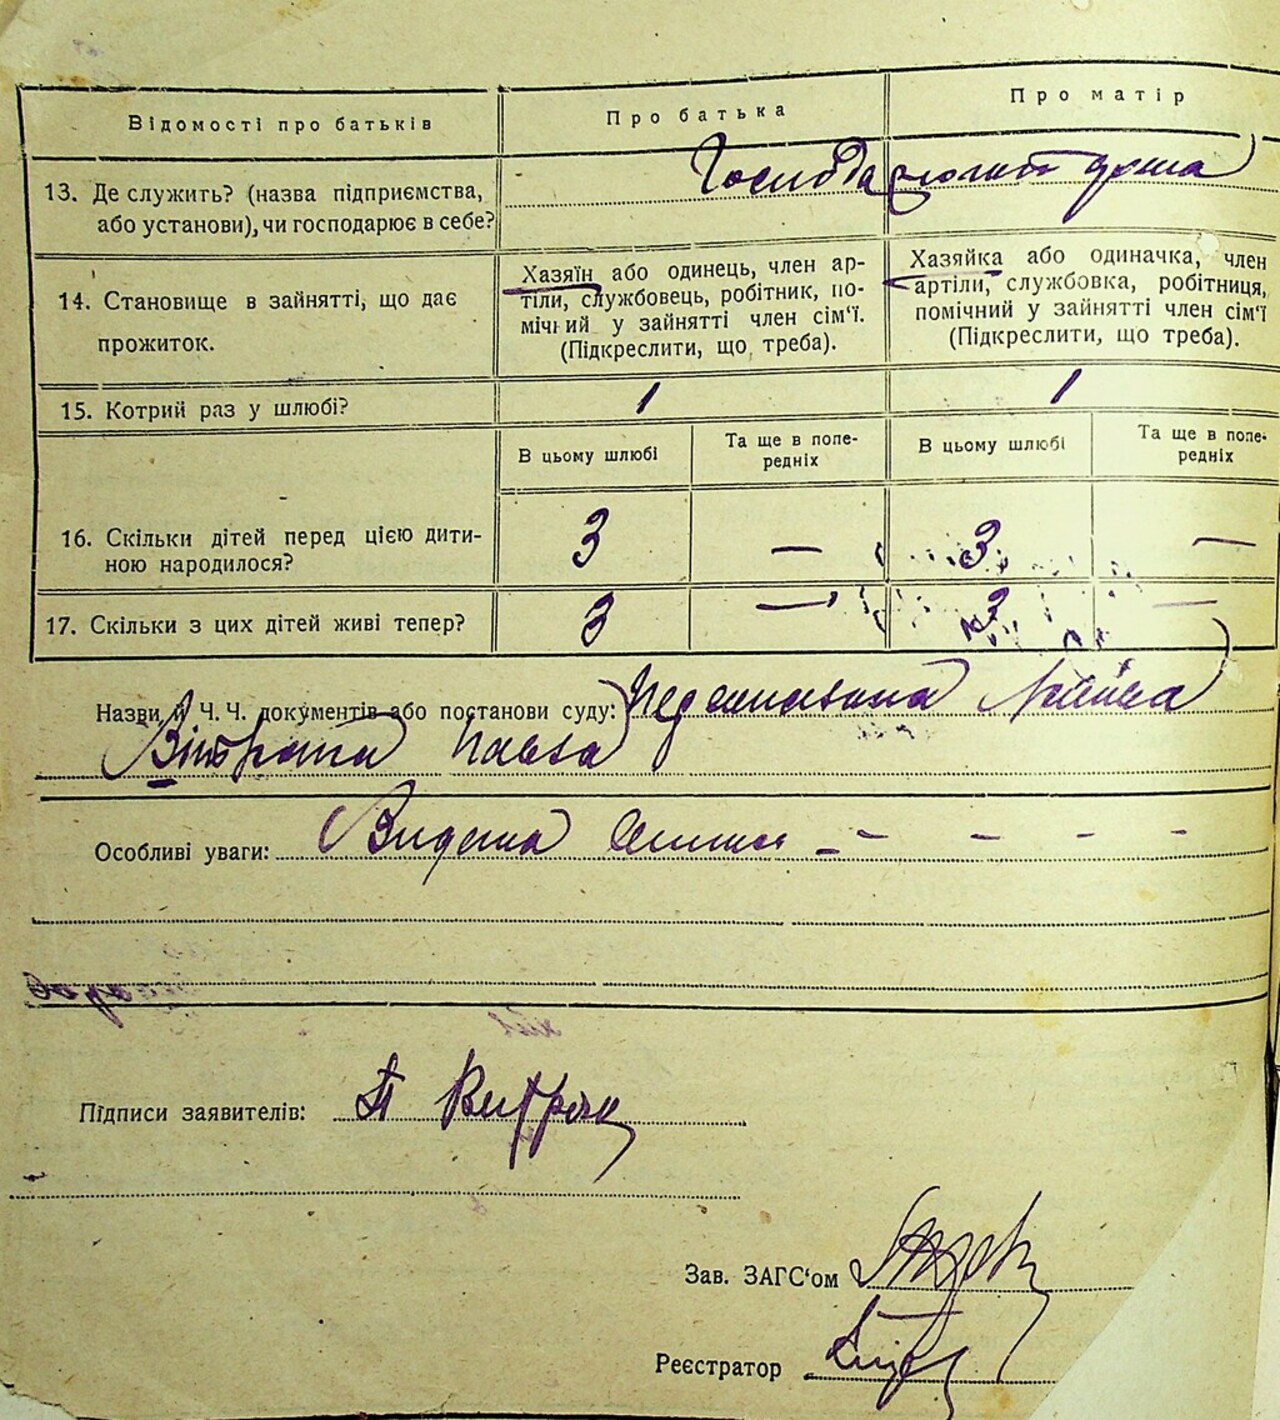 Відомості про батьків
Про батька
Про матір
13. Де служить? (назва підприємства,
або установи), чи господарює в себе?
Господарюють дома
14. Становище в зайнятті, що дає
прожиток.
Хазяїн або одинець, член ар-
тіли, службовець, робітник, по-
мічний у зайнятті член сім'ї.
(Підкреслити, що треба).
Хазяйка або одиначка, член
артіли, службовка, робітниця,
помічний у зайнятті член сім'ї
(Підкреслити, що треба).
15. Котрий раз у шлюбі?
1
1
В цьому шлюбі
Та ще в попе-
редніх
В цьому шлюбі
Та ще в попе-
редніх
16. Скільки дітей перед цією дити-
ною народилося?
3
—
3
—
17. Скільки з цих дітей живі тепер?
3
—
3
—
Назви й Ч. Ч. документів або постанови суду:
Павла
Особливі уваги: - - - - -
Підписи заявителів: П Витряк
Зав. ЗАГС'ом
Реєстратор